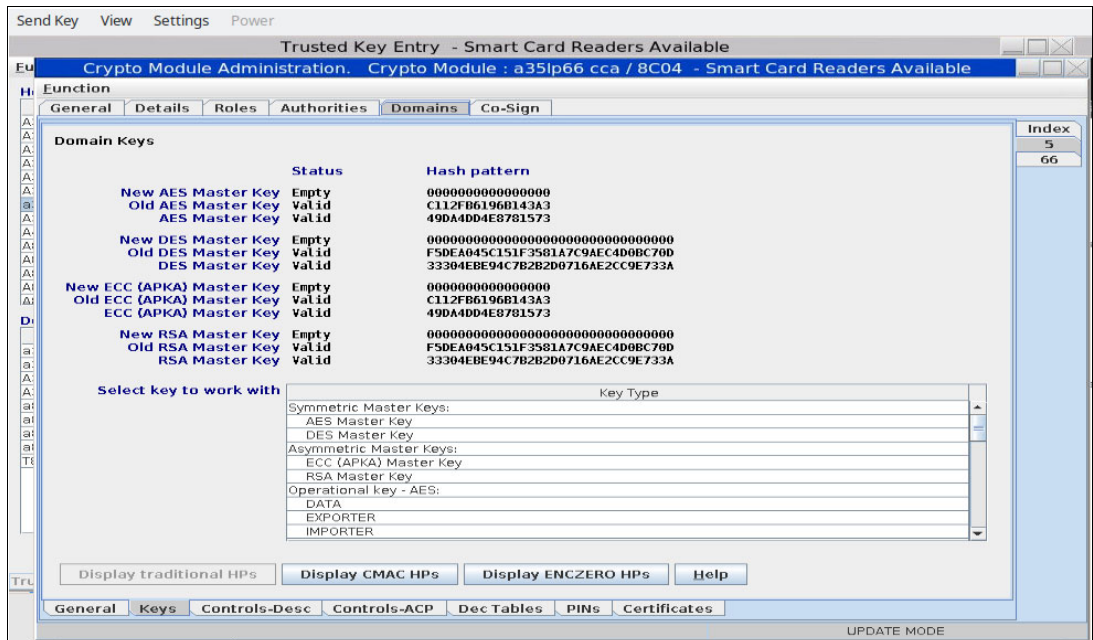 Send Key View Settings Power
Trusted Key Entry - Smart Card Readers Available
Crypto Module Administration. Crypto Module : a35lp66 cca / 8C04 - Smart Card Readers Available
Function
General Details Roles Authorities Domains Co-Sign
Index
5
66
Domain Keys
Status Hash pattern
New AES Master Key Empty 0000000000000000
Old AES Master Key Valid C112FB6196B143A3
AES Master Key Valid 49DA4DD4E8781573
New DES Master Key Empty 00000000000000000000000000000000
Old DES Master Key Valid F5DEA045C151F3581A7C9AEC4D0BC70D
DES Master Key Valid 33304EBE94C7B2B2D0716AE2CC9E733A
New ECC (APKA) Master Key Empty 0000000000000000
Old ECC (APKA) Master Key Valid C112FB6196B143A3
ECC (APKA) Master Key Valid 49DA4DD4E8781573
New RSA Master Key Empty 00000000000000000000000000000000
Old RSA Master Key Valid F5DEA045C151F3581A7C9AEC4D0BC70D
RSA Master Key Valid 33304EBE94C7B2B2D0716AE2CC9E733A
Select key to work with
Key Type
Symmetric Master Keys:
AES Master Key
DES Master Key
Asymmetric Master Keys:
ECC (APKA) Master Key
RSA Master Key
Operational key - AES:
DATA
EXPORTER
IMPORTER
Display traditional HPs Display CMAC HPs Display ENCZERO HPs Help
General Keys Controls-Desc Controls-ACP Dec Tables PINs Certificates
UPDATE MODE